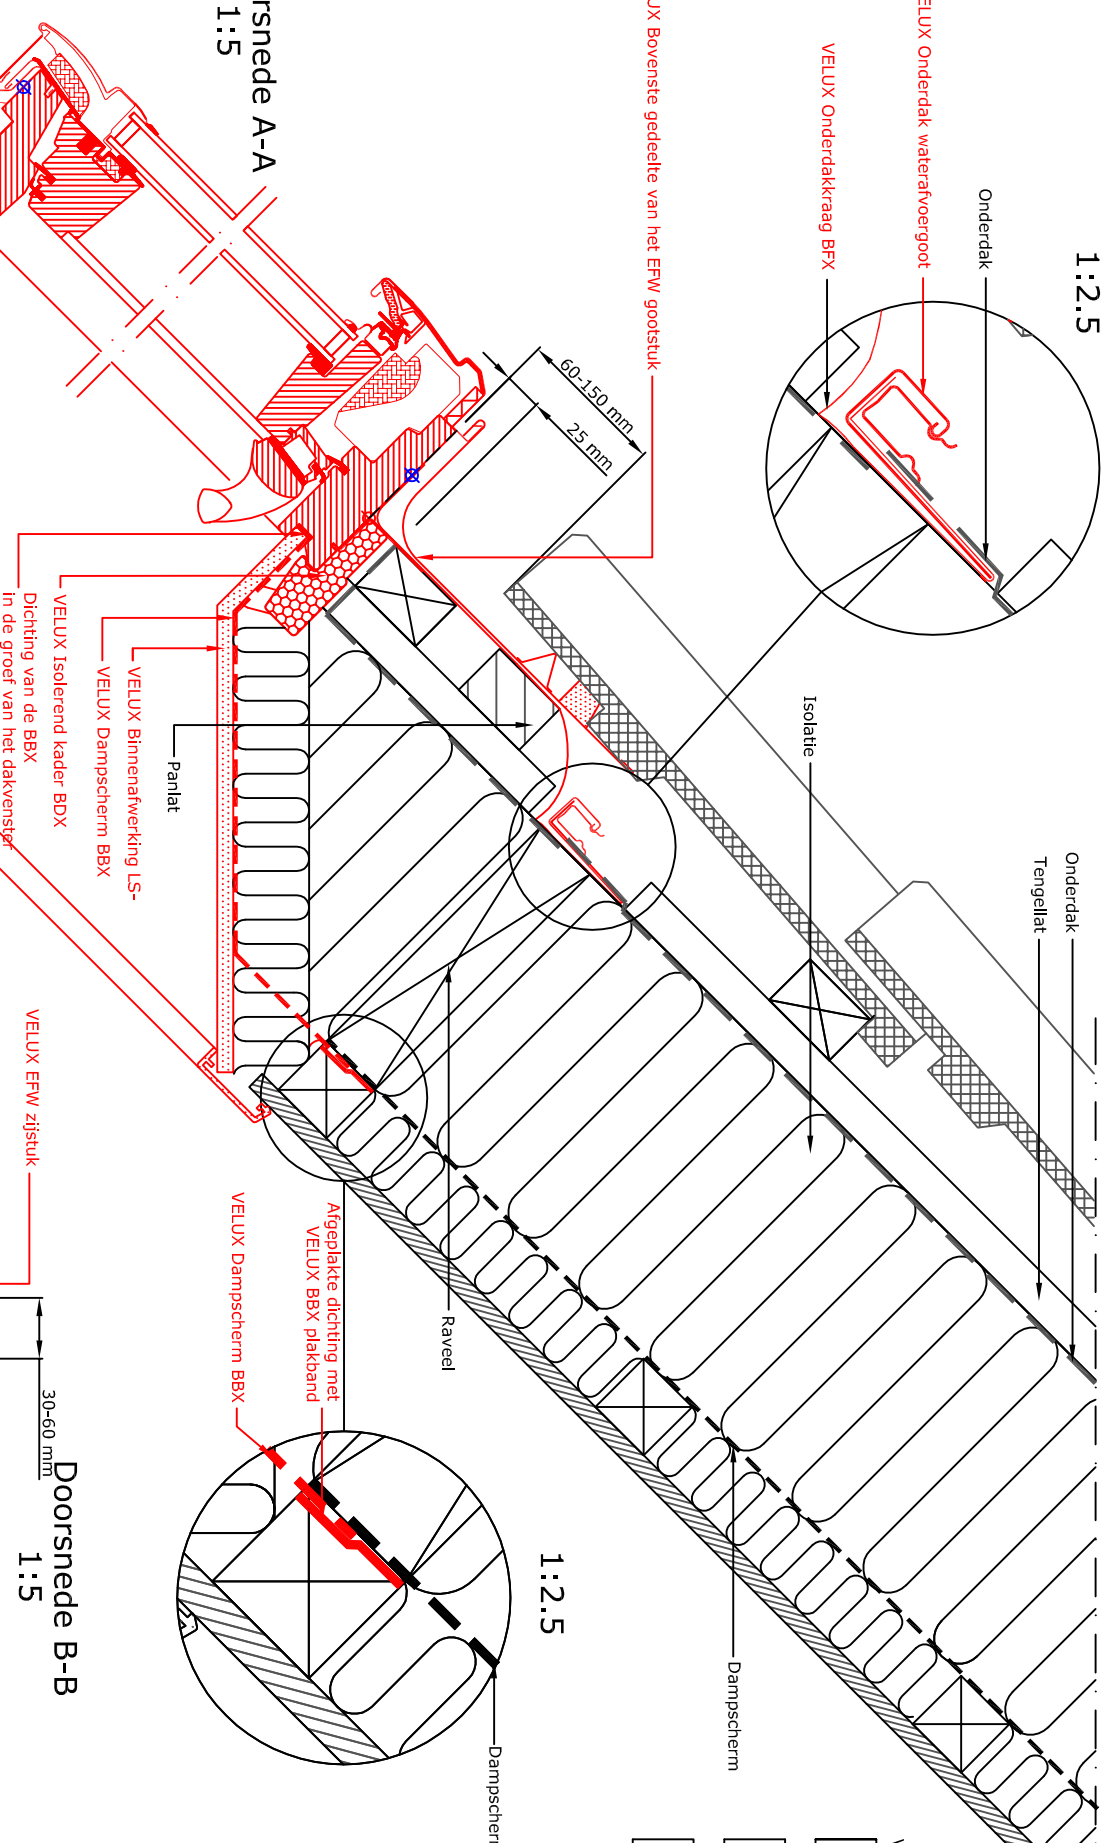 1:2.5
Onderdak
ELUX Onderdak waterafvoergoot
VELUX Onderdakkraag BFX
UX Bovenste gedeelte van het EFW gootstuk
rsnede A-A
1:5
60-150 mm
25 mm
Onderdak
Tengellat
Isolatie
Panlat
VELUX Binnenafwerking LS-
VELUX Dampscherm BBX
VELUX Isolerend kader BDX
Dichting van de BBX
in de groef van het dakvenster
Raveel
Afgeplakte dichting met
VELUX BBX plakband
VELUX Dampscherm BBX
VELUX EFW zijstuk
30-60 mm
Doorsnede B-B
1:5
1:2.5
Dampscherm
Dampscher